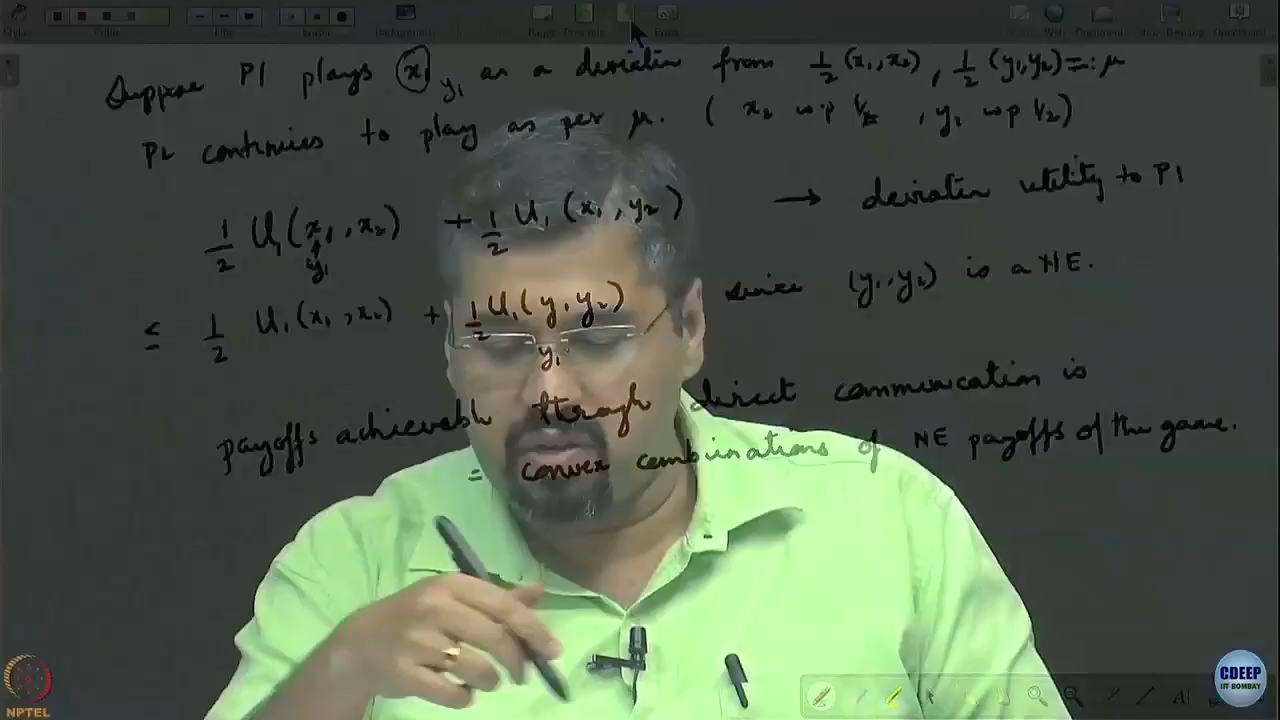 Suppose P1 plays x y₁ as a deviation from 1/2 (x₁,x₂), 1/2 (y₁,y₂) =: μ
P2 continues to play as per μ. ( x₂ w.p 1/2 , y₂ w.p 1/2)
1/2 U₁(x₁,x₂) + 1/2 U₁(x₁,y₂) → deviation utility to P1
y₁
≤ 1/2 U₁(x₁,x₂) + 1/2 U₁(y₁,y₂) since (y₁,y₂) is a NE.
y₁
payoffs achievable through direct communication is
= convex combinations of NE payoffs of the game.
NPTEL
CDEEP
IIT BOMBAY